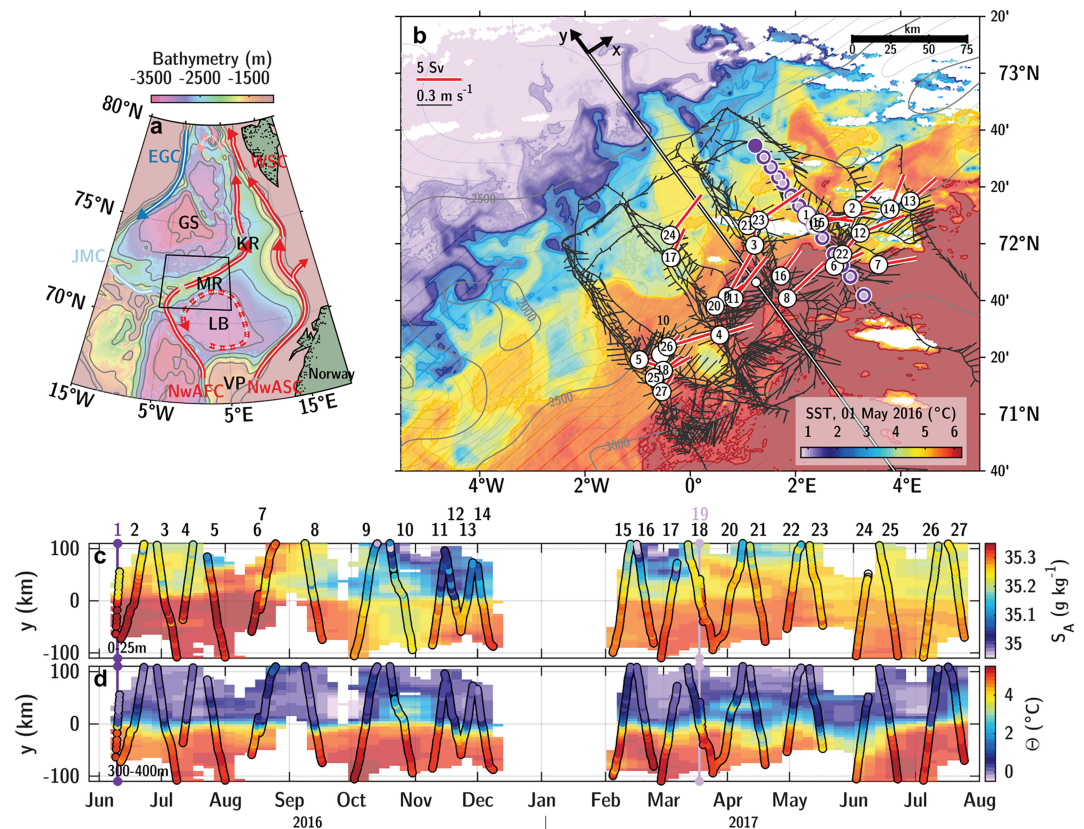 Bathymetry (m)
-3500 -2500 -1500
a
80°N
75°N
70°N
15°W
5°W
5°E
15°E
EGC
WSC
GS
JMC
KR
MR
LB
VP
NwAFC
NwASC
Norway
b
y
x
km
0 25 50 75
5 Sv
0.3 m s⁻¹
20'
73°N
40'
20'
72°N
40'
20'
71°N
40'
4°W 2°W 0° 2°E 4°E
2500
2000
2500
3000
24
17
21
23
3
1
15
2
14
13
12
22
6
7
16
8
20
11
10
4
26
5
18
25
27
SST, 01 May 2016 (°C)
1 2 3 4 5 6
1 2 3 4 5 6 7 8 9 10 11 12 13 14 15 16 17 18 19 20 21 22 23 24 25 26 27
c
y (km)
100
0
-100
0-25m
35.3
35.2
35.1
35
S_A (g kg⁻¹)
d
y (km)
100
0
-100
300-400m
4
2
0
Θ (°C)
Jun Jul Aug Sep Oct Nov Dec Jan Feb Mar Apr May Jun Jul Aug
2016 | 2017